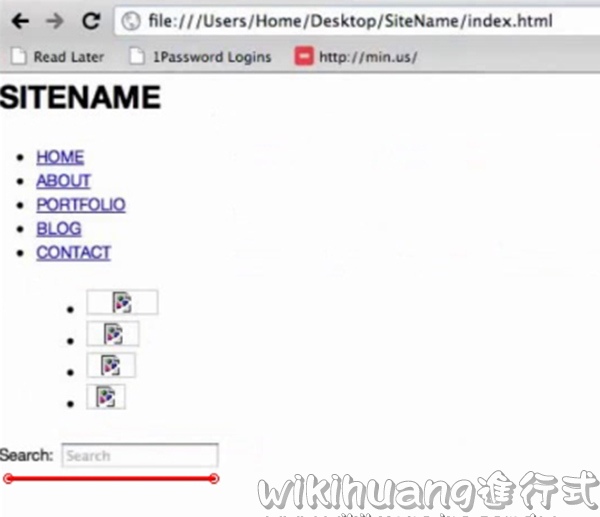 file:///Users/Home/Desktop/SiteName/index.html
Read Later 1Password Logins http://min.us/
SITENAME
HOME
ABOUT
PORTFOLIO
BLOG
CONTACT
Search: Search
wikihuang進行式